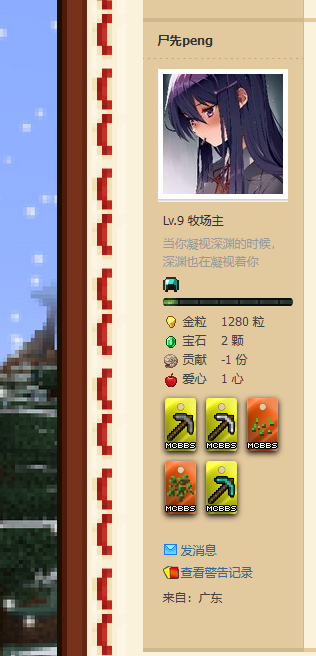 尸先peng
Lv.9 牧场主
当你凝视深渊的时候，
深渊也在凝视着你
金粒 1280 粒
宝石 2 颗
贡献 -1 份
爱心 1 心
MCBBS MCBBS MCBBS
MCBBS MCBBS
发消息
查看警告记录
来自：广东